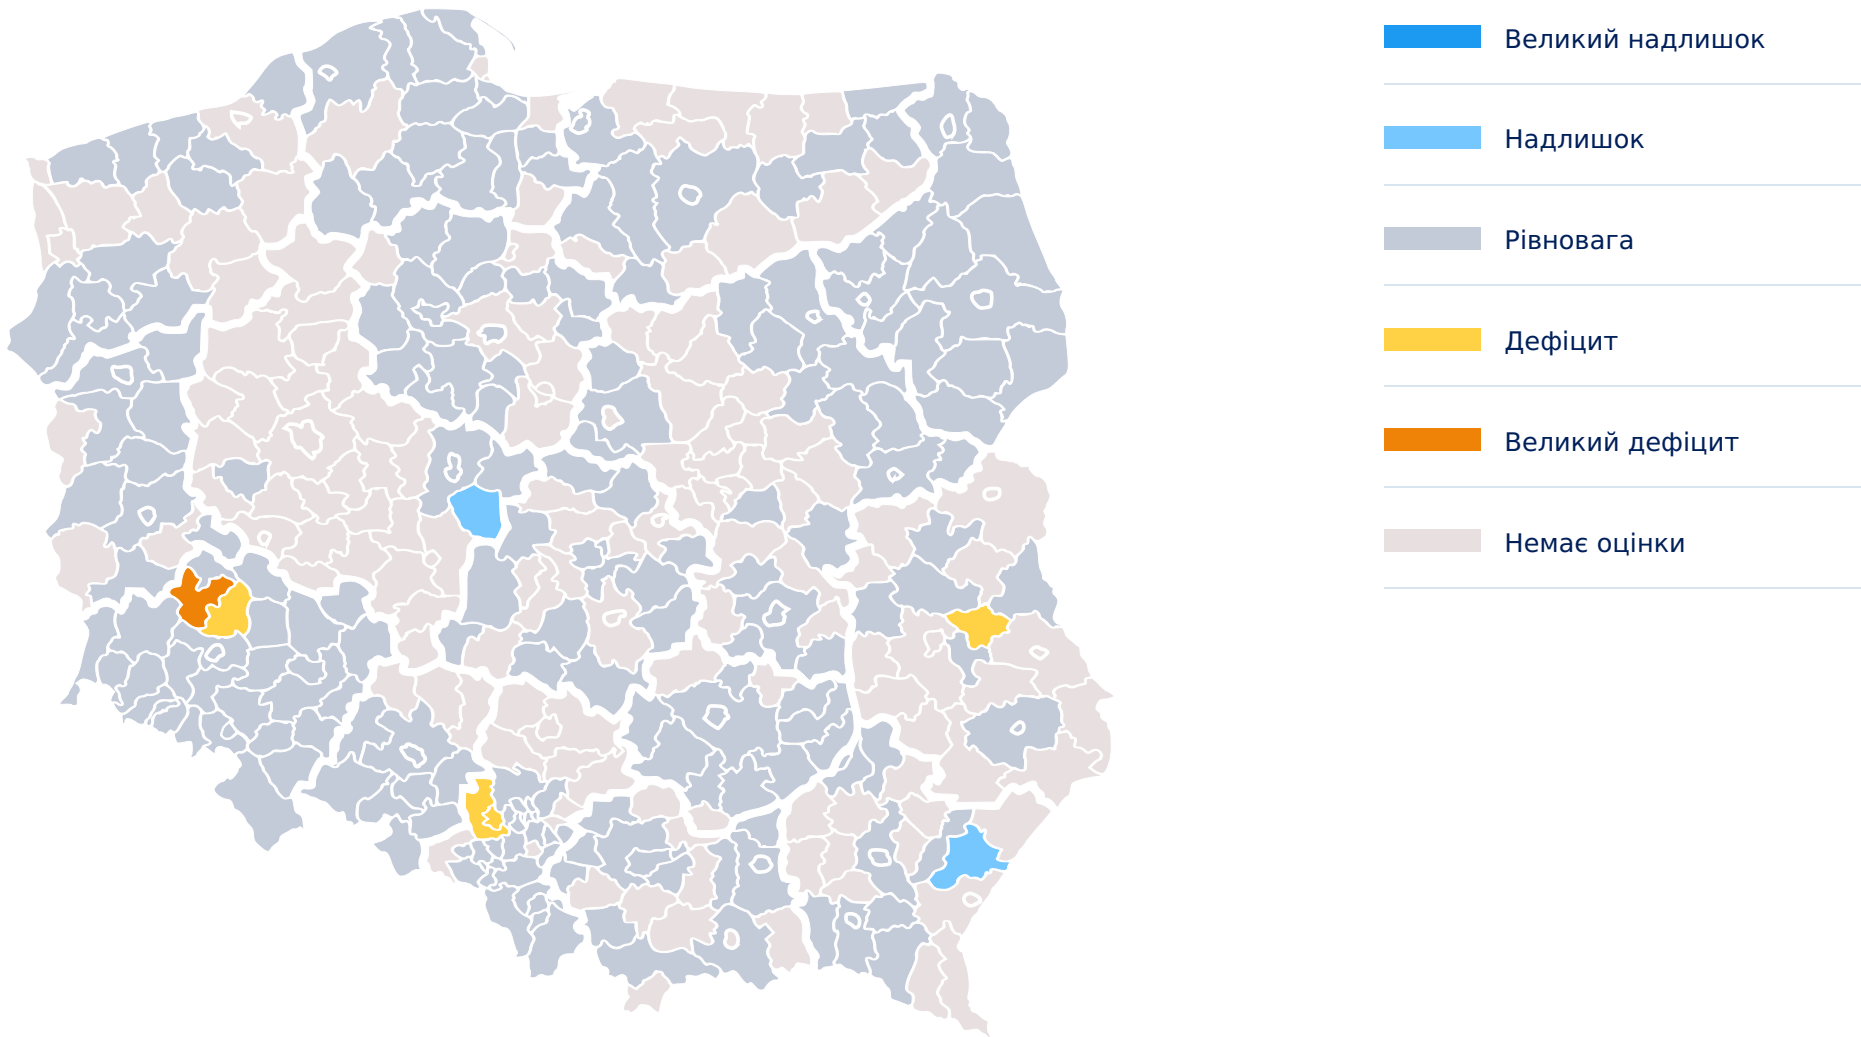 Великий надлишок
Надлишок
Рівновага
Дефіцит
Великий дефіцит
Немає оцінки